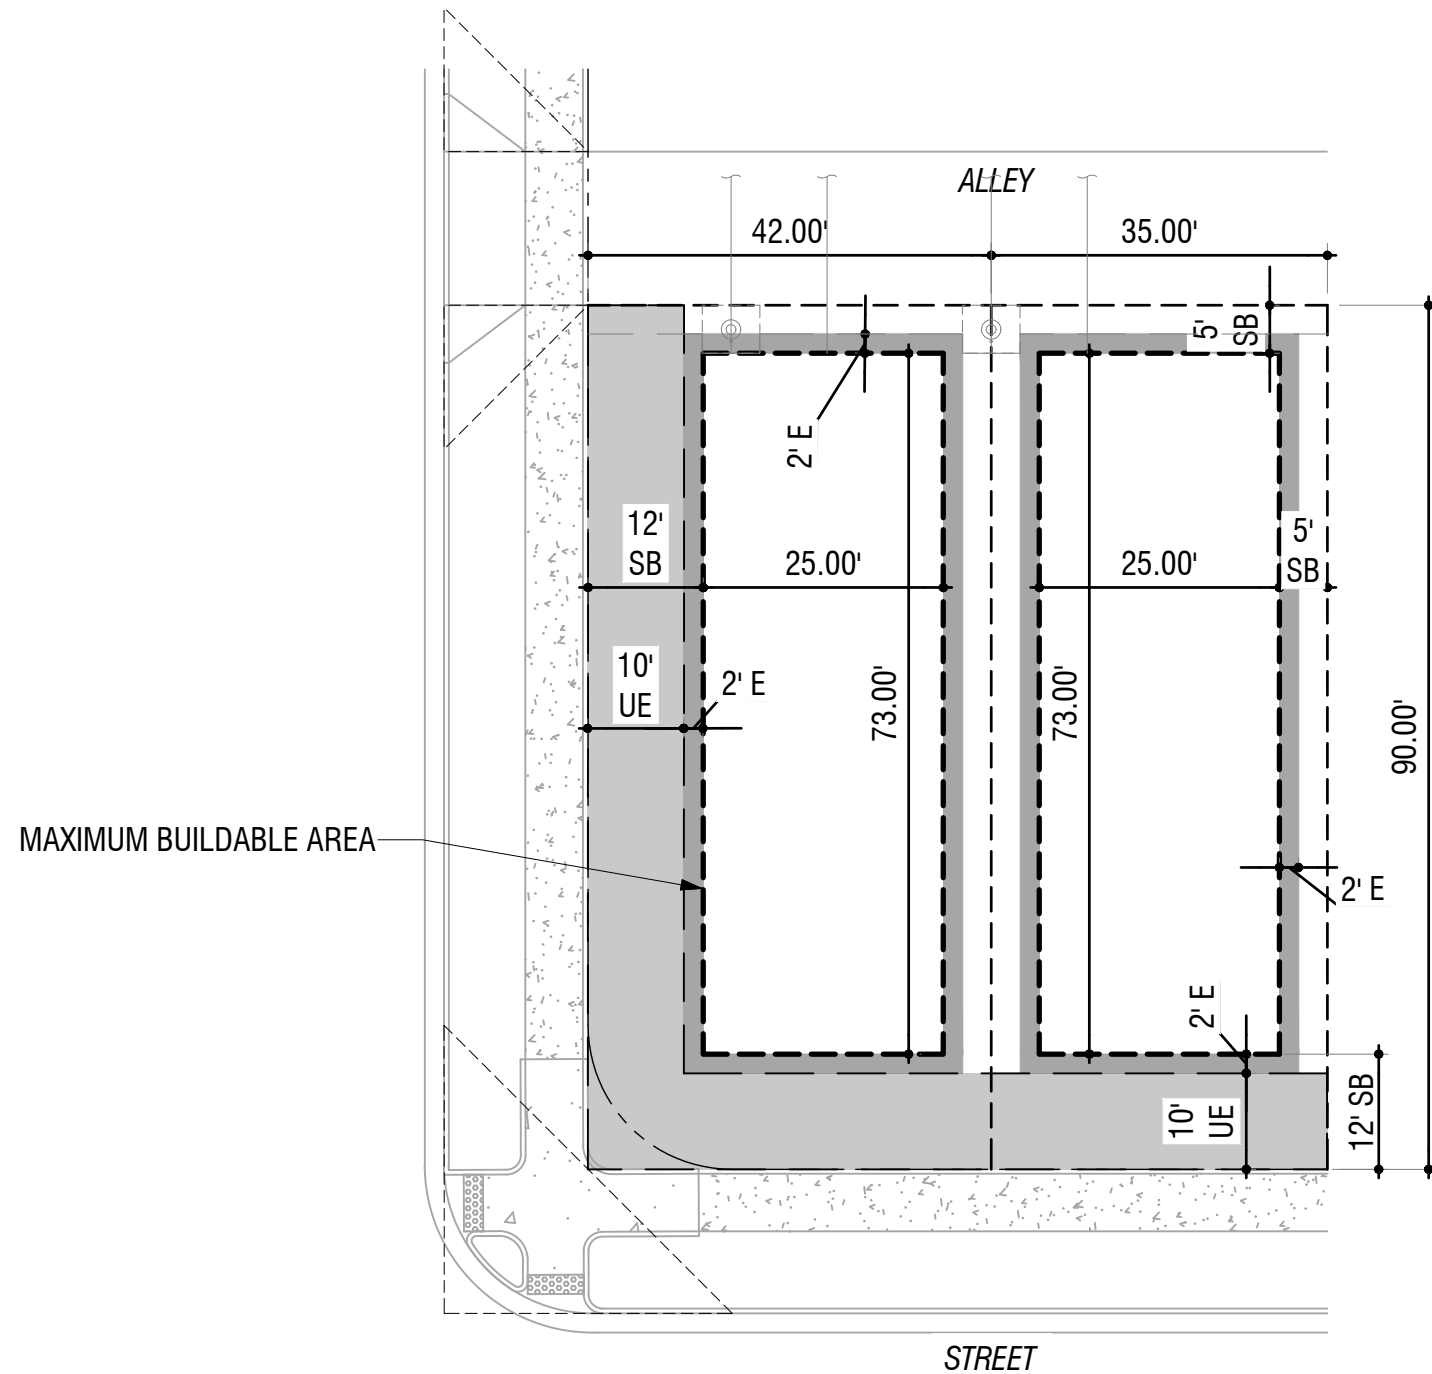 ALLEY
42.00'
35.00'
5'
SB
2' E
12'
SB
25.00'
25.00'
5'
SB
10'
UE
2' E
73.00'
73.00'
90.00'
MAXIMUM BUILDABLE AREA
2' E
2' E
10'
UE
12' SB
STREET